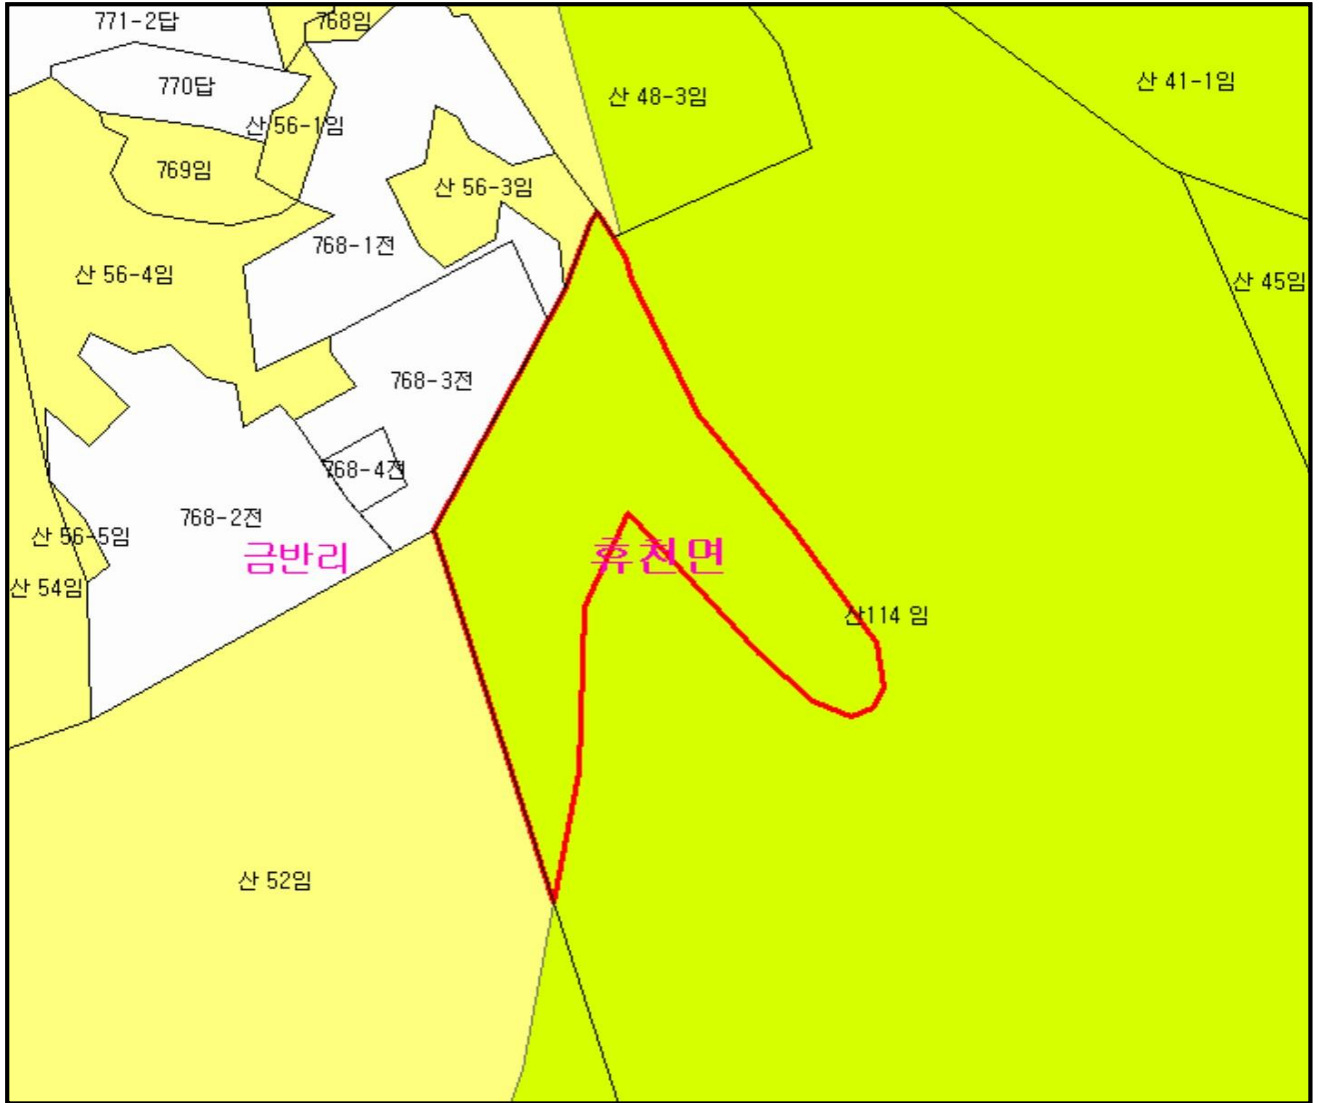 771-2답
768임
770답
산 56-1임
산 48-3임
산 41-1임
769임
산 56-3임
768-1전
산 56-4임
산 45임
768-3전
768-4전
768-2전
산 56-5임
금반리
휴천면
산 54임
산114 임
산 52임